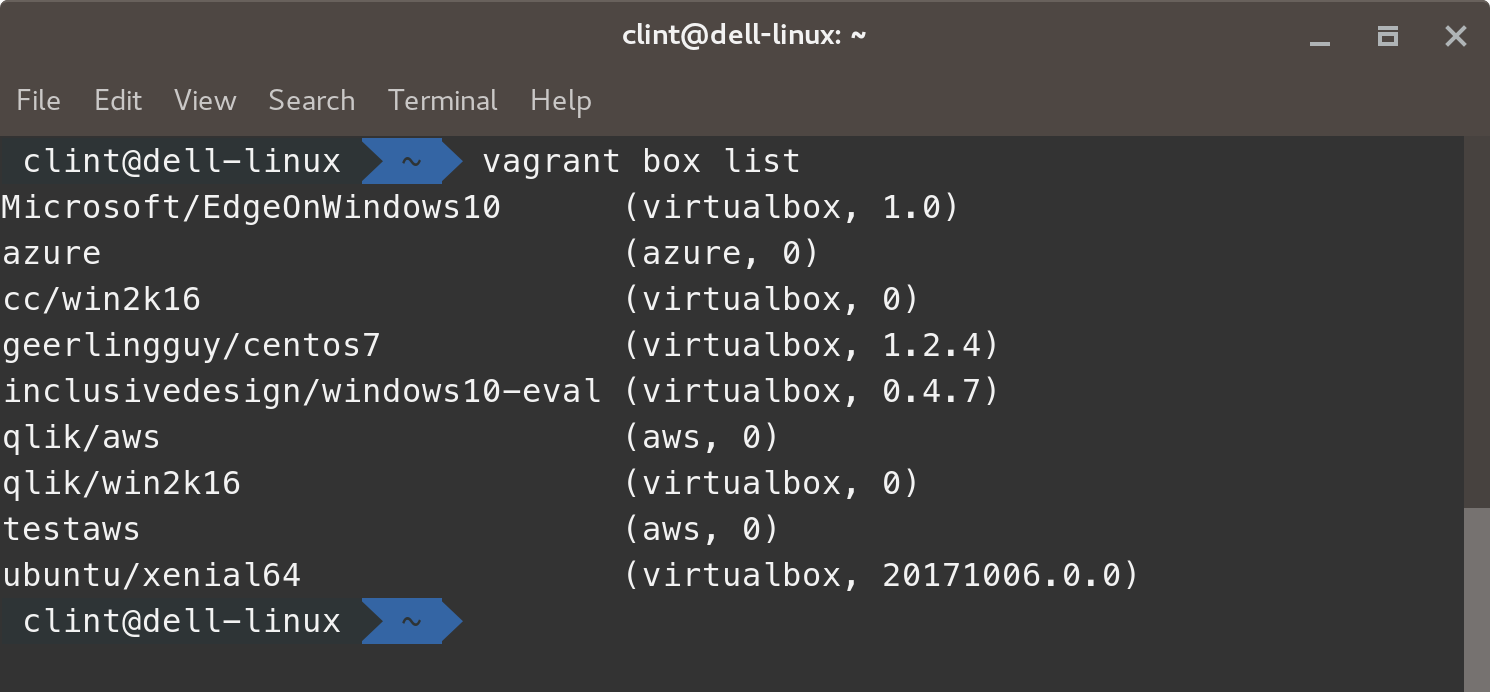 clint@dell-linux: ~
File Edit View Search Terminal Help
clint@dell-linux ~ vagrant box list
Microsoft/EdgeOnWindows10      (virtualbox, 1.0)
azure                          (azure, 0)
cc/win2k16                     (virtualbox, 0)
geerlingguy/centos7            (virtualbox, 1.2.4)
inclusivedesign/windows10-eval (virtualbox, 0.4.7)
qlik/aws                       (aws, 0)
qlik/win2k16                   (virtualbox, 0)
testaws                        (aws, 0)
ubuntu/xenial64                (virtualbox, 20171006.0.0)
clint@dell-linux ~